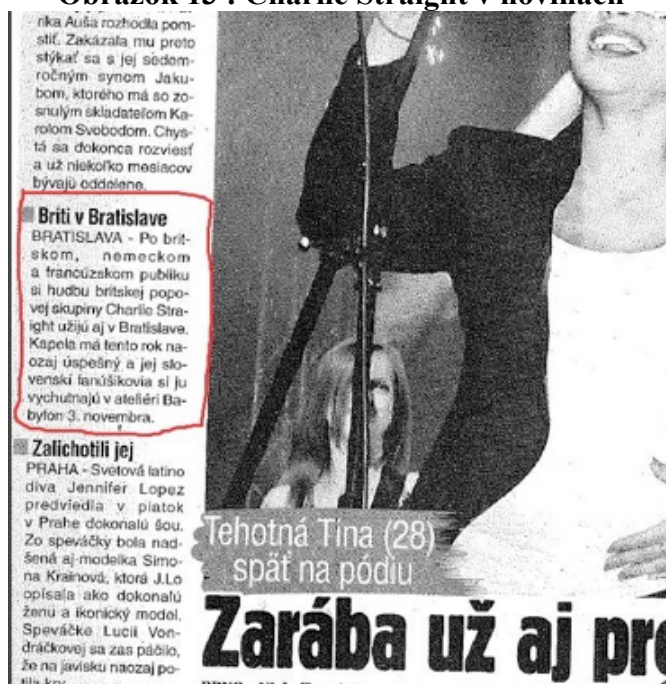 Obrázok 13 : Charlie Straight v novinách
nka Auša rozhodla pom-
stiť. Zakázala mu preto
stýkať sa s jej sedem-
ročným synom Jaku-
bom, ktorého má so zo-
snulým skladateľom Ka-
rolom Svobodom. Chys-
tá sa dokonca rozviesť
a už niekoľko mesiacov
bývajú oddelene.
Briti v Bratislave
BRATISLAVA - Po brit-
skom, nemeckom
a francúzskom publiku
si hudbu britskej popo-
vej skupiny Charlie Stra-
ight užijú aj v Bratislave.
Kapela má tento rok na-
ozaj úspešný a jej slo-
venskí fanúšikovia si ju
vychutnajú v ateliéri Ba-
bylon 3. novembra.
Zalichotili jej
PRAHA - Svetová latino
diva Jennifer Lopez
predviedla v piatok
v Prahe dokonalú šou.
Zo speváčky bola nad-
šená aj modelka Simo-
na Krainová, ktorá J.Lo
opísala ako dokonalú
ženu a ikonický model.
Speváčke Lucii Von-
dráčkovej sa zas páčilo,
že na javisku naozaj po-
Tehotná Tina (28)
späť na pódiu
Zarába už aj pre